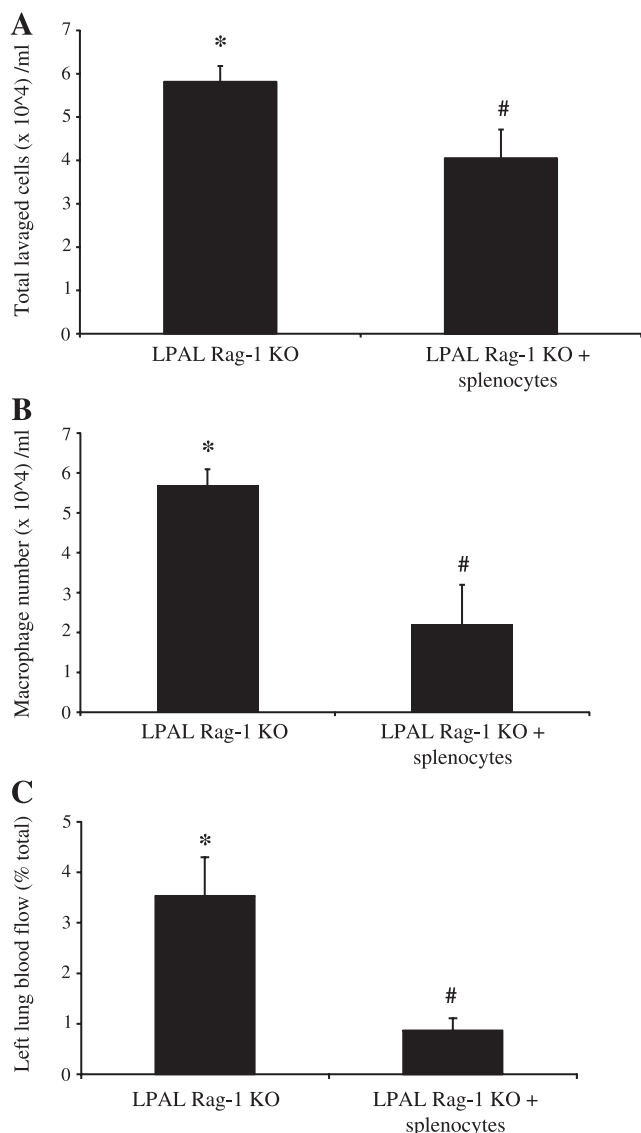 A
Total lavaged cells (x 10^4) /ml
7
6
5
4
3
2
1
0
*
#
LPAL Rag-1 KO
LPAL Rag-1 KO +
splenocytes
B
Macrophage number (x 10^4) /ml
7
6
5
4
3
2
1
0
*
#
LPAL Rag-1 KO
LPAL Rag-1 KO +
splenocytes
C
Left lung blood flow (% total)
5
4
3
2
1
0
*
#
LPAL Rag-1 KO
LPAL Rag-1 KO +
splenocytes